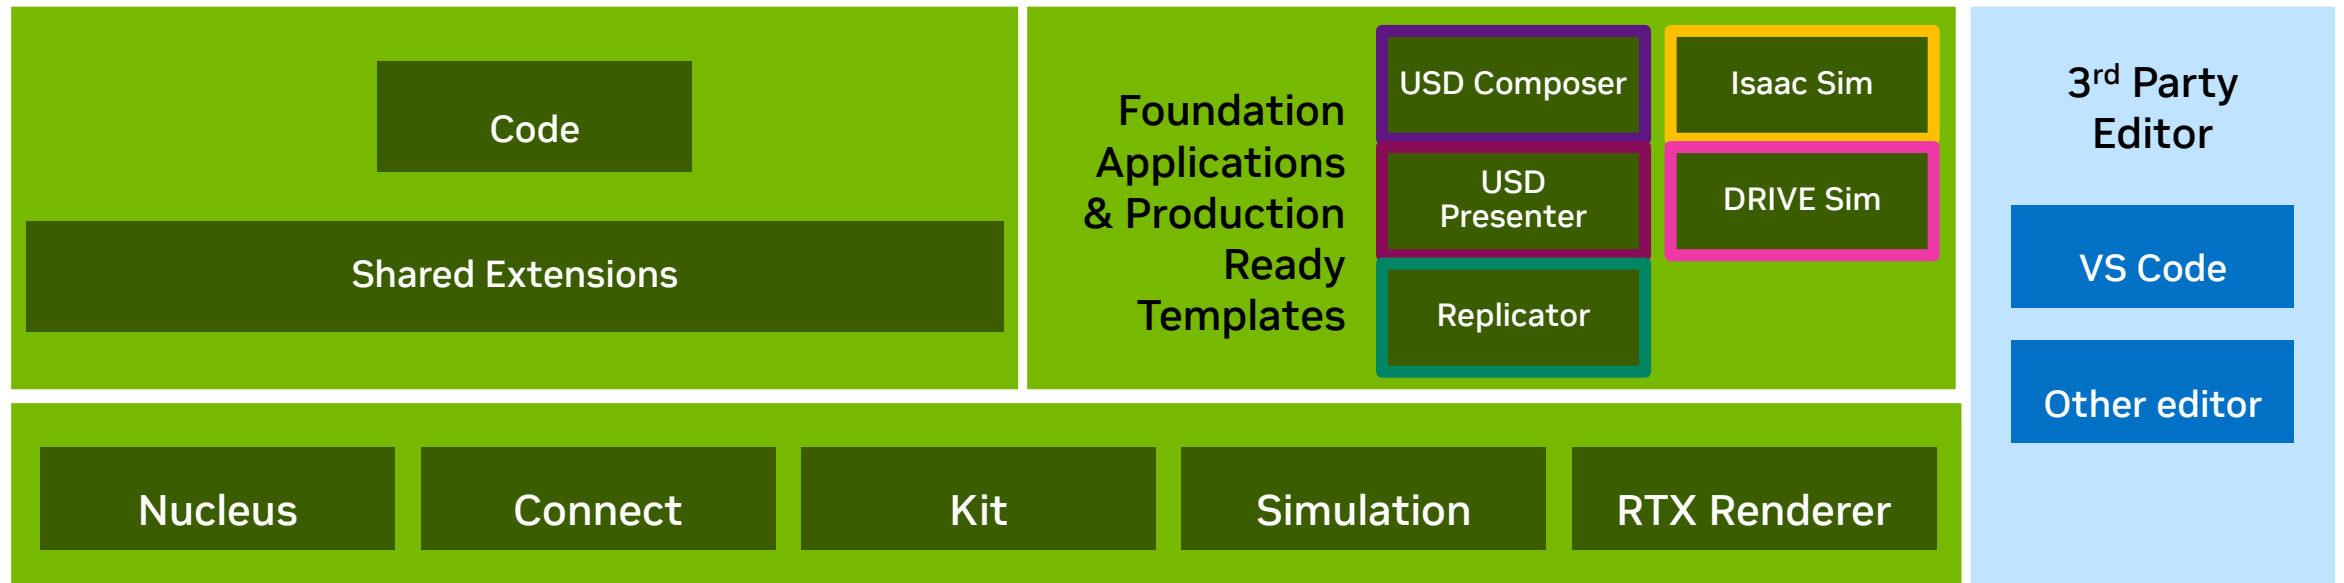 Code
Shared Extensions
Foundation
Applications
& Production
Ready
Templates
USD Composer
Isaac Sim
USD
Presenter
DRIVE Sim
Replicator
3rd Party
Editor
VS Code
Other editor
Nucleus
Connect
Kit
Simulation
RTX Renderer